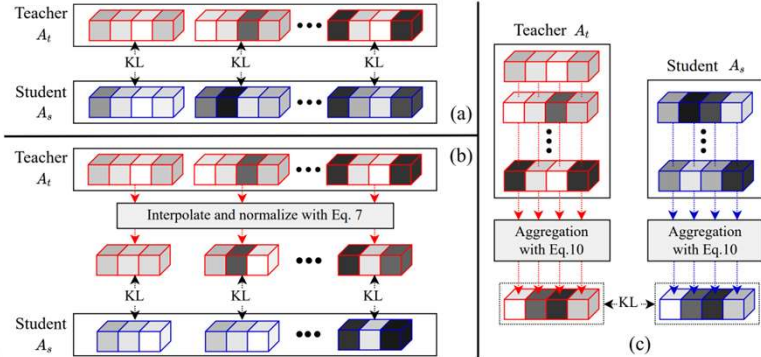 Teacher
A_t
KL
KL
KL
Student
A_s
(a)
Teacher
A_t
(b)
Interpolate and normalize with Eq. 7
KL
KL
KL
Student
A_s
Teacher A_t
Student A_s
Aggregation
with Eq.10
Aggregation
with Eq.10
KL
(c)